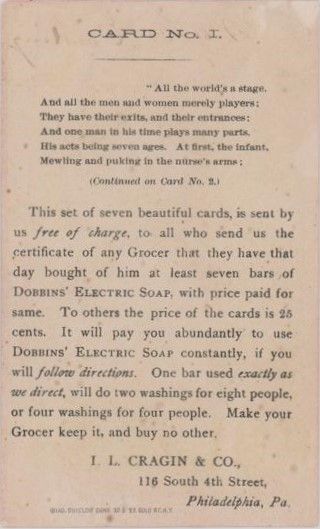 CARD No. I.
"All the world's a stage.
And all the men and women merely players;
They have their exits, and their entrances:
And one man in his time plays many parts.
His acts being seven ages. At first, the infant,
Mewling and puking in the nurse's arms;
(Continued on Card No. 2.)
This set of seven beautiful cards, is sent by
us free of charge, to all who send us the
certificate of any Grocer that they have that
day bought of him at least seven bars of
DOBBINS' ELECTRIC SOAP, with price paid for
same. To others the price of the cards is 25
cents. It will pay you abundantly to use
DOBBINS' ELECTRIC SOAP constantly, if you
will follow directions. One bar used exactly as
we direct, will do two washings for eight people,
or four washings for four people. Make your
Grocer keep it, and buy no other.
I. L. CRAGIN & CO.,
116 South 4th Street,
Philadelphia, Pa.